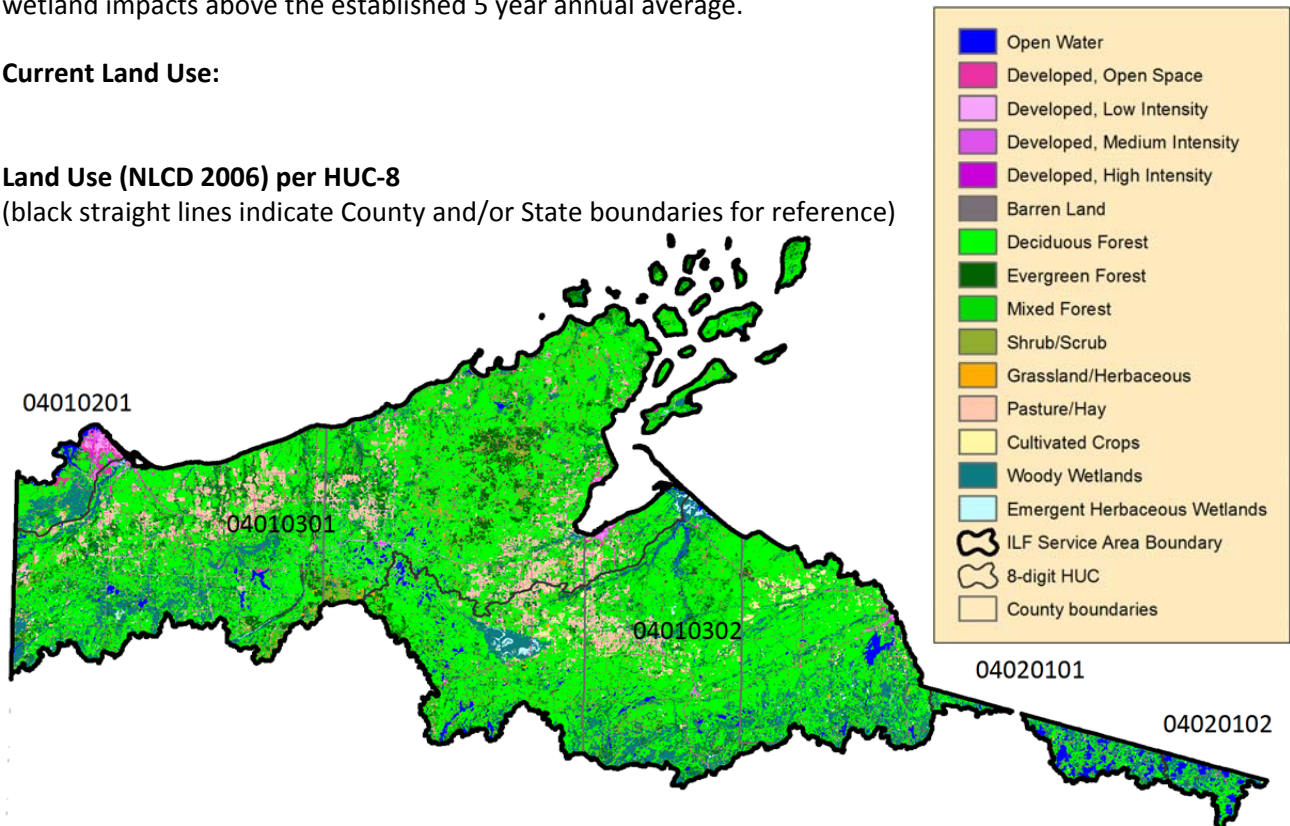 wetland impacts above the established 5 year annual average.
Current Land Use:
Land Use (NLCD 2006) per HUC-8
(black straight lines indicate County and/or State boundaries for reference)
Open Water
Developed, Open Space
Developed, Low Intensity
Developed, Medium Intensity
Developed, High Intensity
Barren Land
Deciduous Forest
Evergreen Forest
Mixed Forest
Shrub/Scrub
Grassland/Herbaceous
Pasture/Hay
Cultivated Crops
Woody Wetlands
Emergent Herbaceous Wetlands
ILF Service Area Boundary
8-digit HUC
County boundaries
04010201
04010301
04010302
04020101
04020102